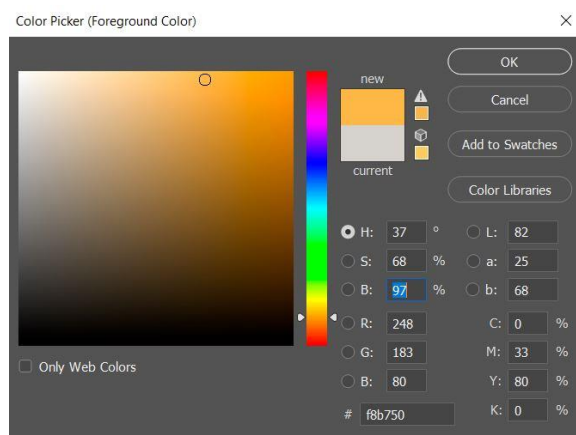 Color Picker (Foreground Color)
new
current
OK
Cancel
Add to Swatches
Color Libraries
H: 37 °
S: 68 %
B: 97 %
R: 248
G: 183
B: 80
# f8b750
L: 82
a: 25
b: 68
C: 0 %
M: 33 %
Y: 80 %
K: 0 %
Only Web Colors